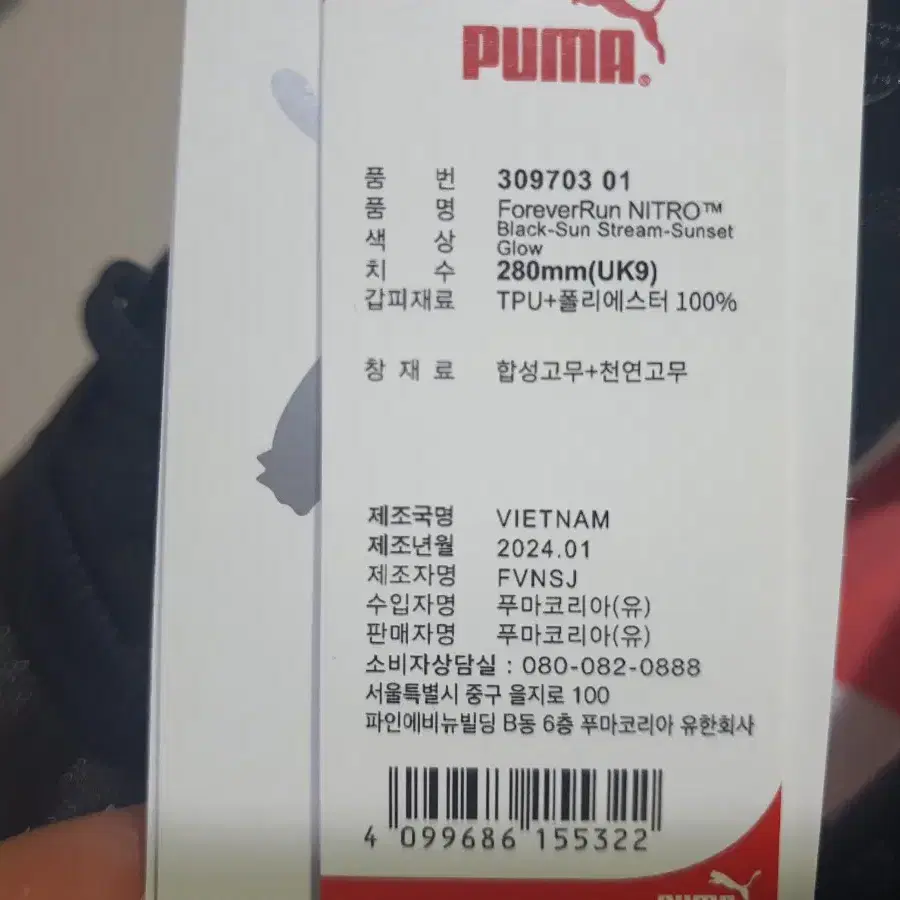 PUMA®
품 번 309703 01
품 명 ForeverRun NITRO™
색 상 Black-Sun Stream-Sunset
Glow
치 수 280mm(UK9)
갑피재료 TPU+폴리에스터 100%
창 재 료 합성고무+천연고무
제조국명 VIETNAM
제조년월 2024.01
제조자명 FVNSJ
수입자명 푸마코리아(유)
판매자명 푸마코리아(유)
소비자상담실 : 080-082-0888
서울특별시 중구 을지로 100
파인에비뉴빌딩 B동 6층 푸마코리아 유한회사
4 099686 155322
PUMA